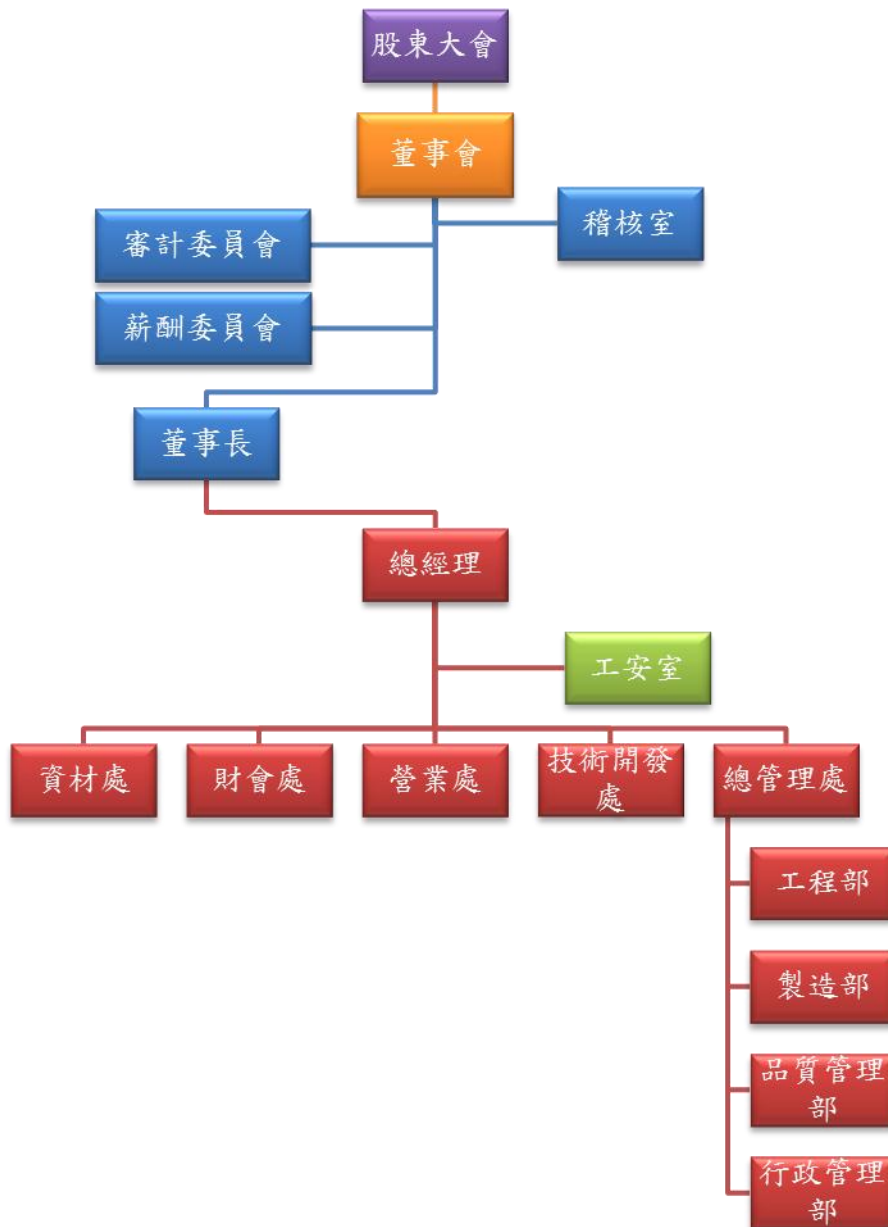 股東大會
董事會
稽核室
審計委員會
薪酬委員會
董事長
總經理
工安室
資材處
財會處
營業處
技術開發
處
總管理處
工程部
製造部
品質管理
部
行政管理
部